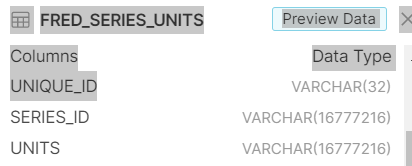 FRED_SERIES_UNITS Preview Data
Columns Data Type
UNIQUE_ID VARCHAR(32)
SERIES_ID VARCHAR(16777216)
UNITS VARCHAR(16777216)